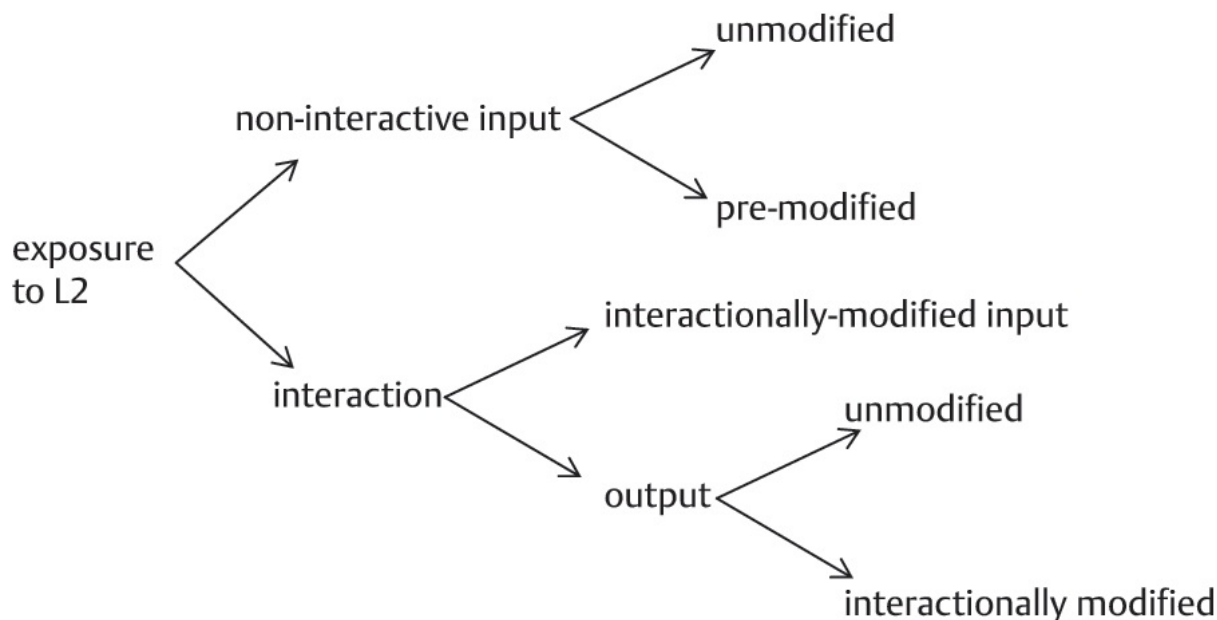 unmodified
non-interactive input
pre-modified
exposure
to L2
interactionally-modified input
interaction
unmodified
output
interactionally modified